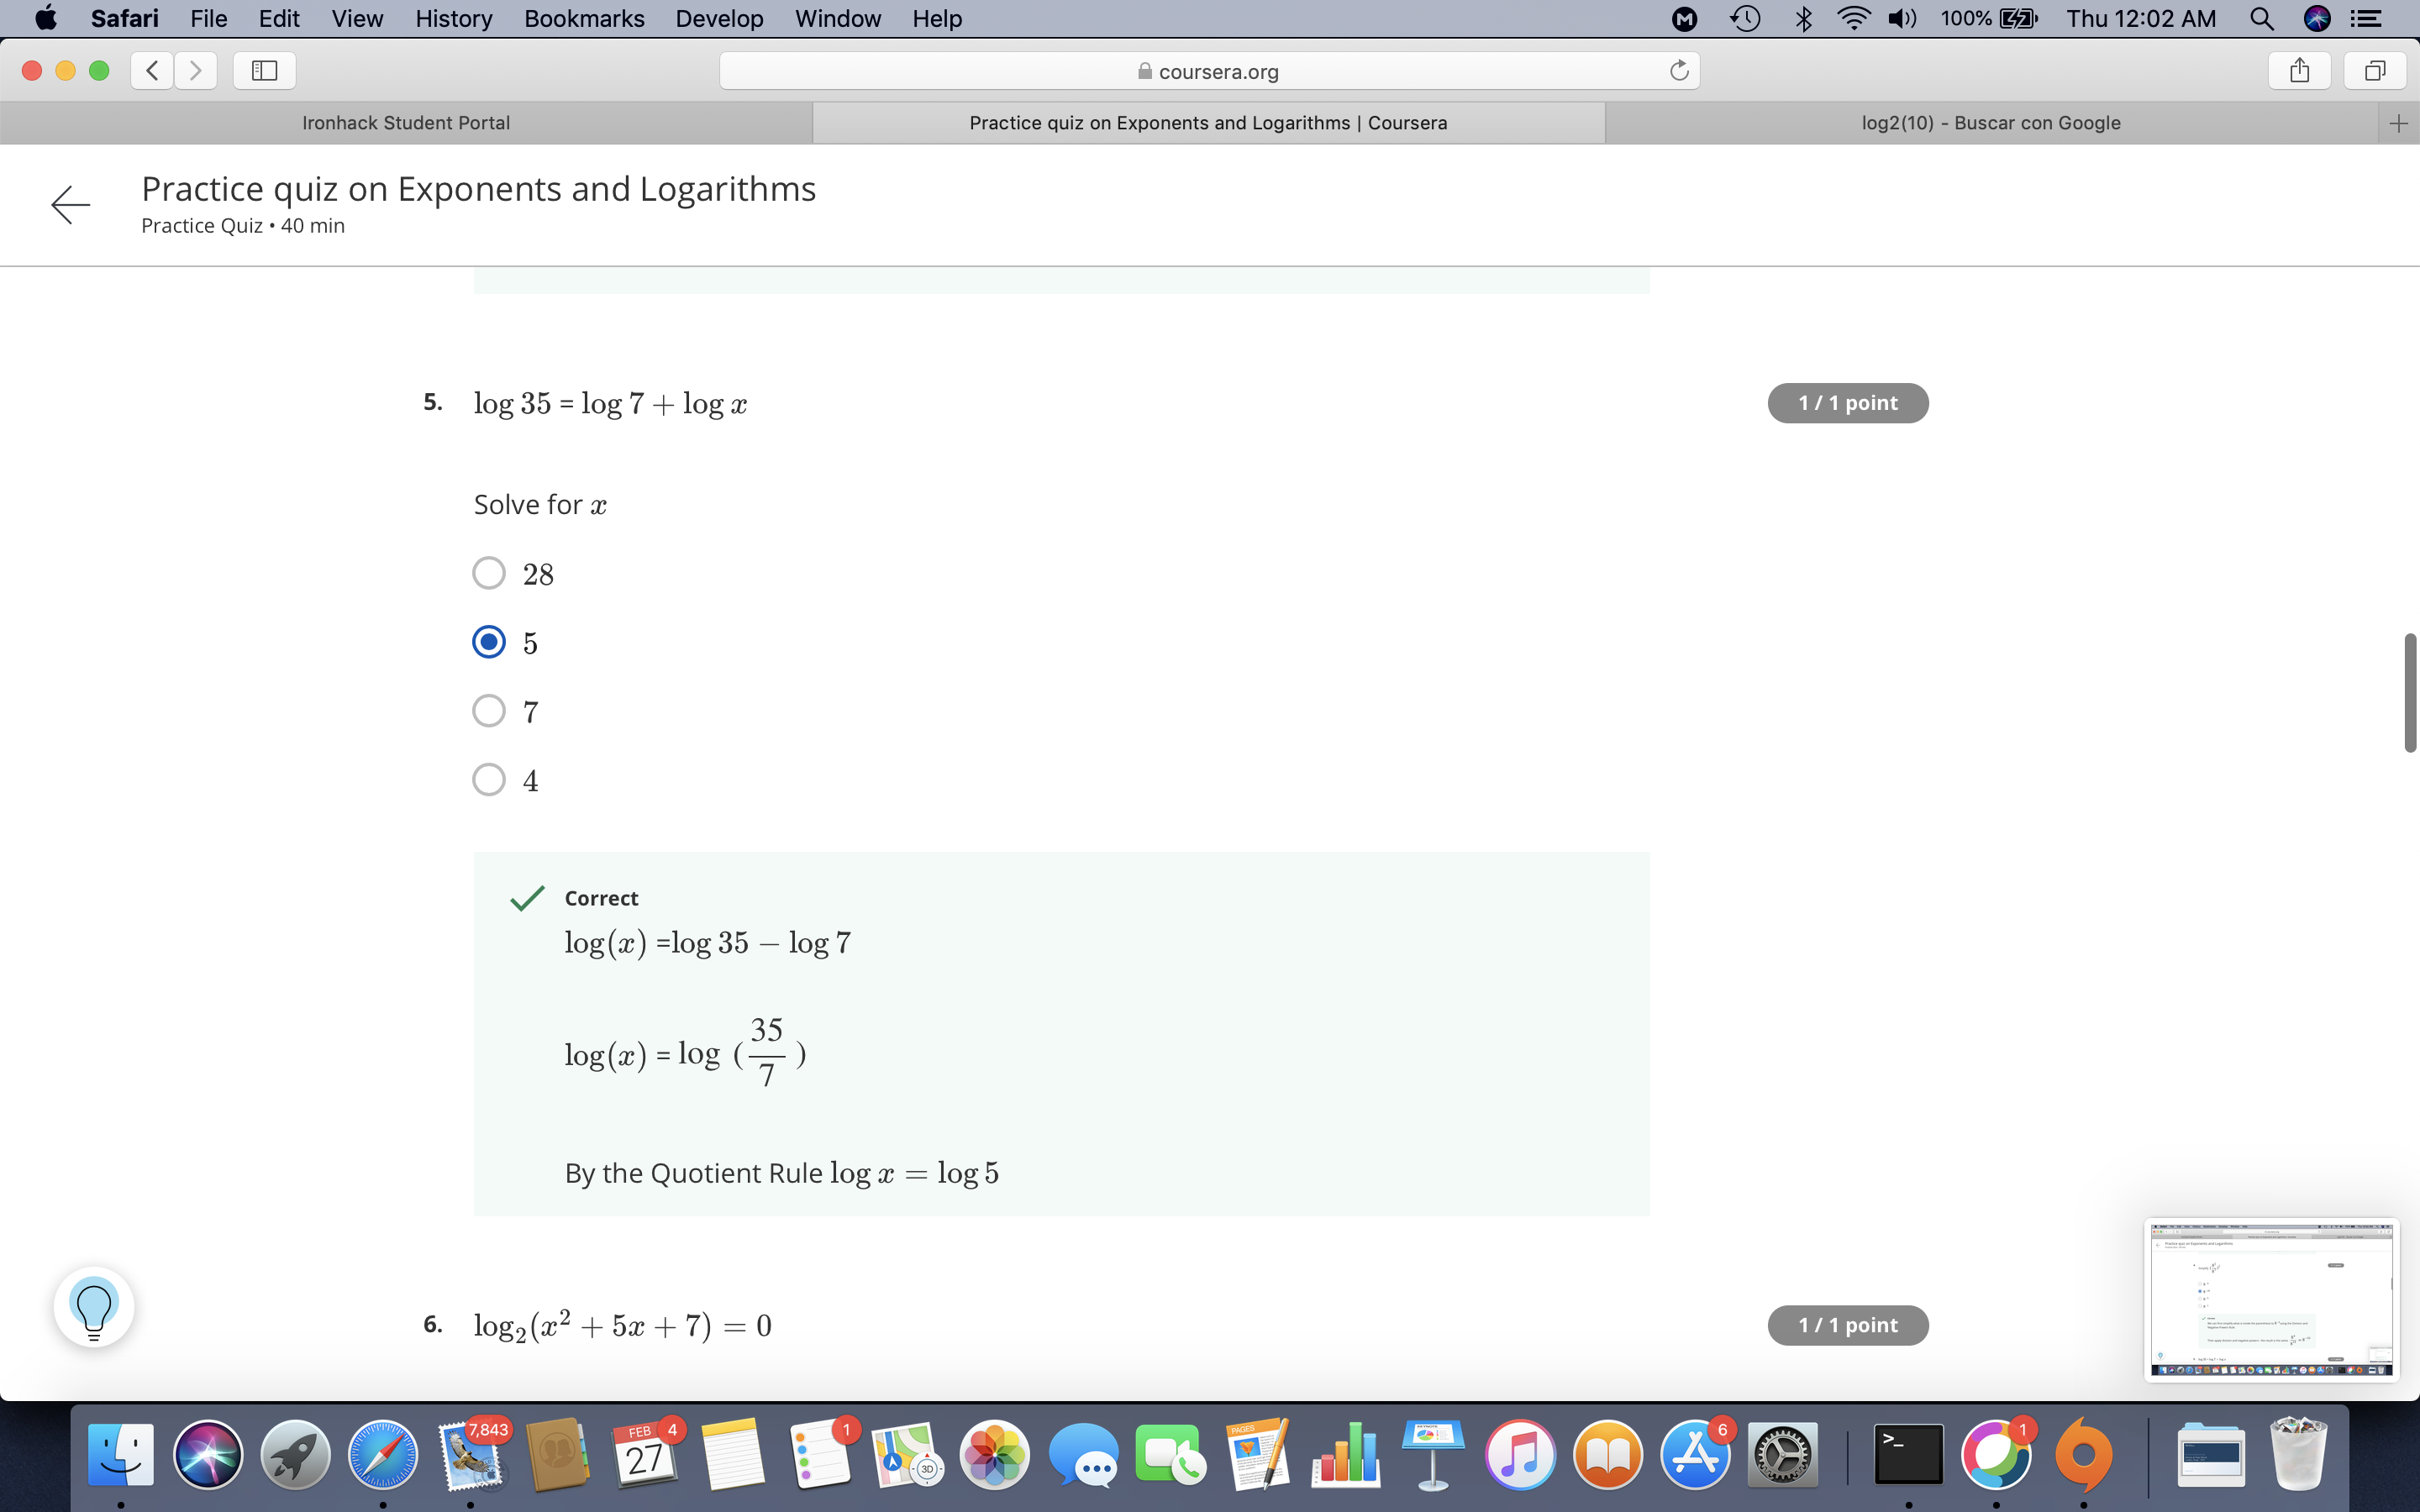 Safari File Edit View History Bookmarks Develop Window Help 100% Thu 12:02 AM
coursera.org
Ironhack Student Portal Practice quiz on Exponents and Logarithms | Coursera log2(10) - Buscar con Google
Practice quiz on Exponents and Logarithms
Practice Quiz • 40 min
5. log 35 = log 7 + log x 1 / 1 point
Solve for x
28
5
7
4
Correct
log(x) =log 35 − log 7
log(x) = log (35/7)
By the Quotient Rule log x = log 5
6. log₂(x² + 5x + 7) = 0 1 / 1 point
7,843 FEB 27 4 1 3D PAGES 6 >_ 1